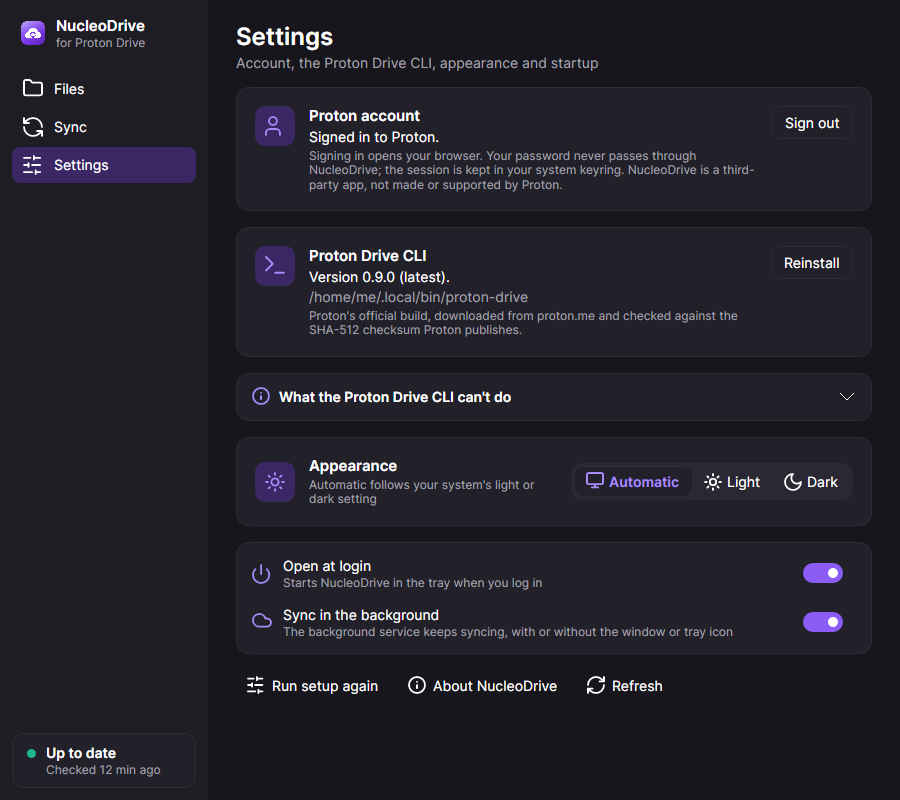 NucleoDrive
for Proton Drive
Files
Sync
Settings
Up to date
Checked 12 min ago
Settings
Account, the Proton Drive CLI, appearance and startup
Proton account
Signed in to Proton.
Signing in opens your browser. Your password never passes through
NucleoDrive; the session is kept in your system keyring. NucleoDrive is a third-
party app, not made or supported by Proton.
Sign out
Proton Drive CLI
Version 0.9.0 (latest).
/home/me/.local/bin/proton-drive
Proton's official build, downloaded from proton.me and checked against the
SHA-512 checksum Proton publishes.
Reinstall
What the Proton Drive CLI can't do
Appearance
Automatic follows your system's light or
dark setting
Automatic
Light
Dark
Open at login
Starts NucleoDrive in the tray when you log in
Sync in the background
The background service keeps syncing, with or without the window or tray icon
Run setup again
About NucleoDrive
Refresh